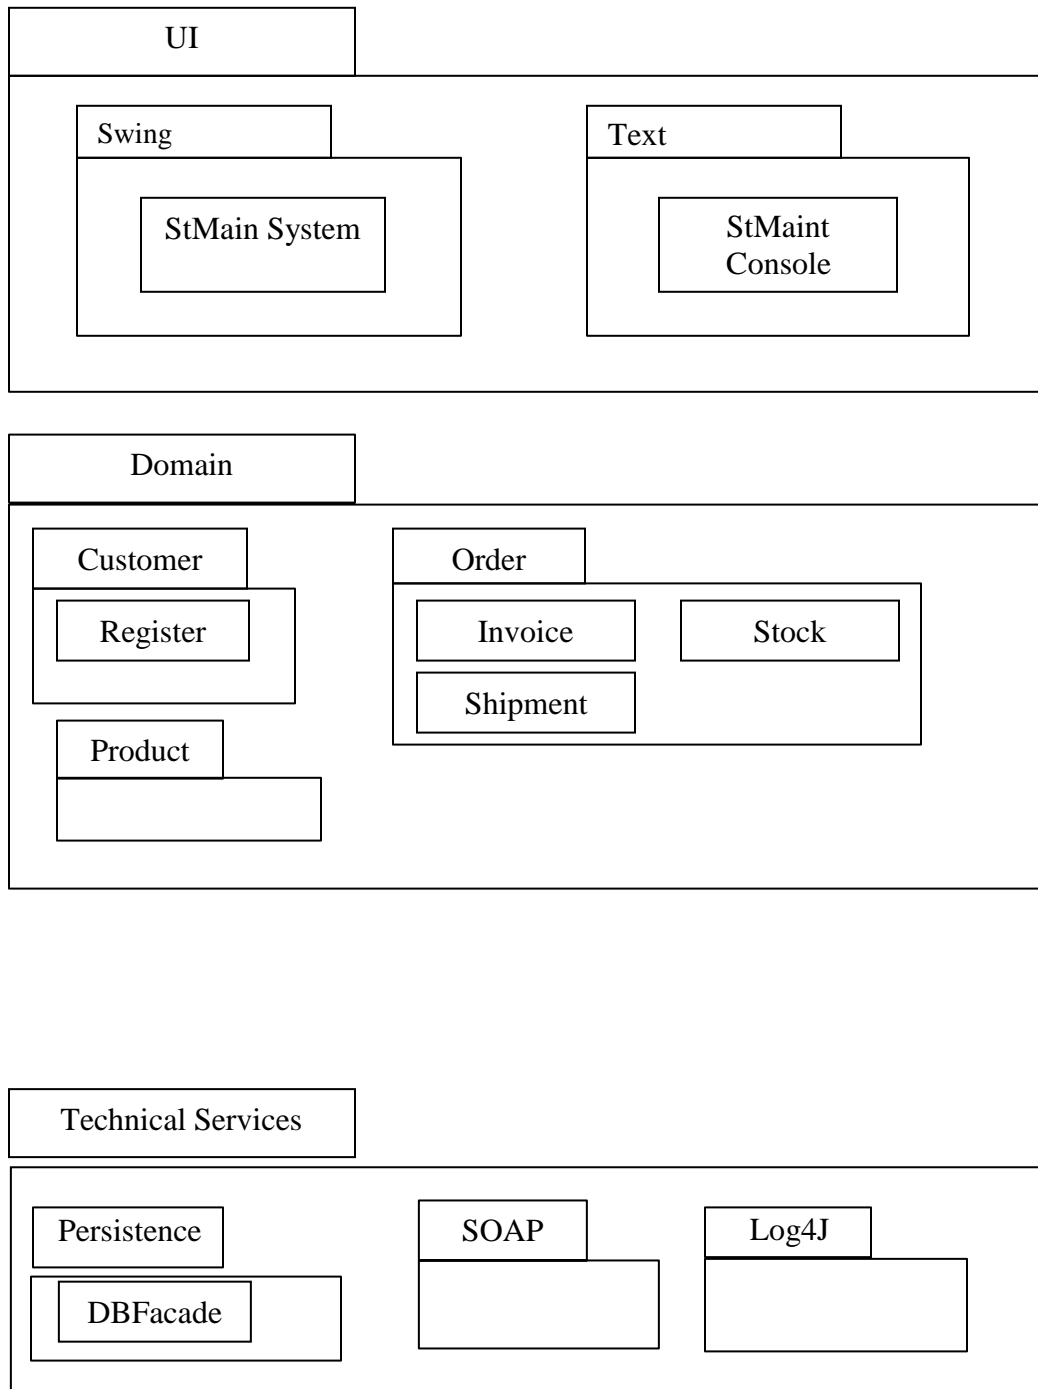 UI
Swing
Text
StMain System
StMaint
Console
Domain
Customer
Order
Register
Invoice
Stock
Shipment
Product
Technical Services
Persistence
SOAP
Log4J
DBFacade